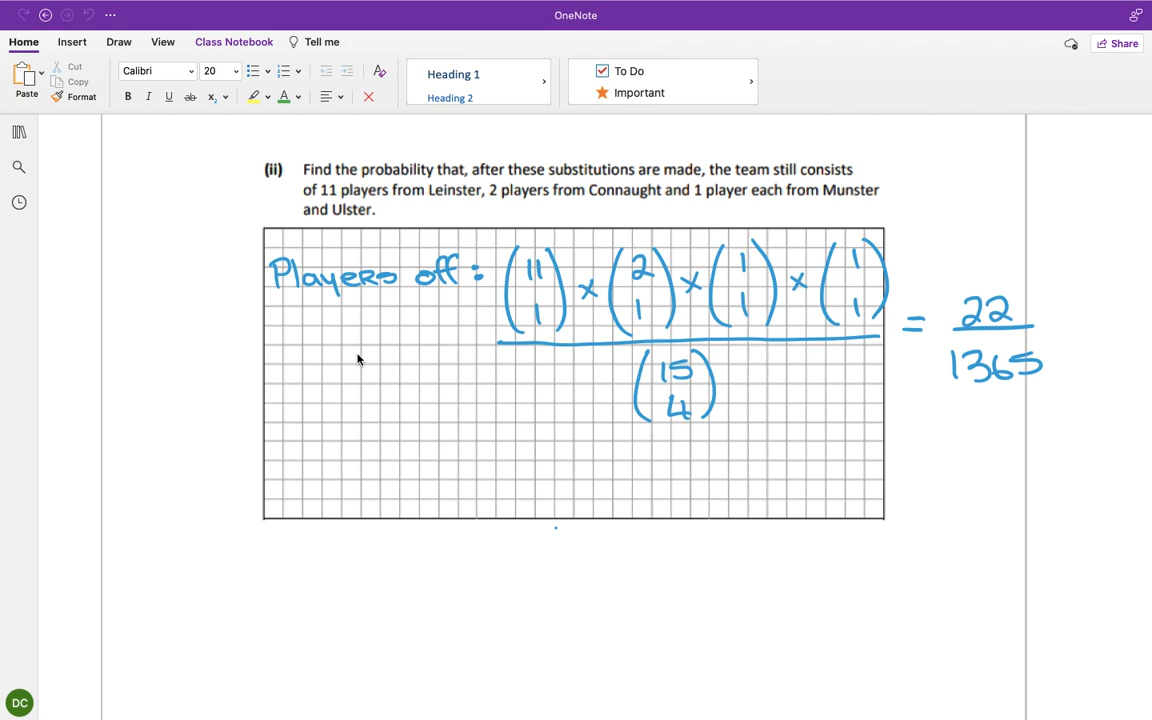 OneNote
Home Insert Draw View Class Notebook Tell me Share
Paste Cut Copy Format
Calibri 20
B I U ab x₂ A
Heading 1
Heading 2
To Do
Important
(ii) Find the probability that, after these substitutions are made, the team still consists
of 11 players from Leinster, 2 players from Connaught and 1 player each from Munster
and Ulster.
Players off : (11 1) x (2 1) x (1 1) x (1 1) = 22
(15 4) 1365
DC